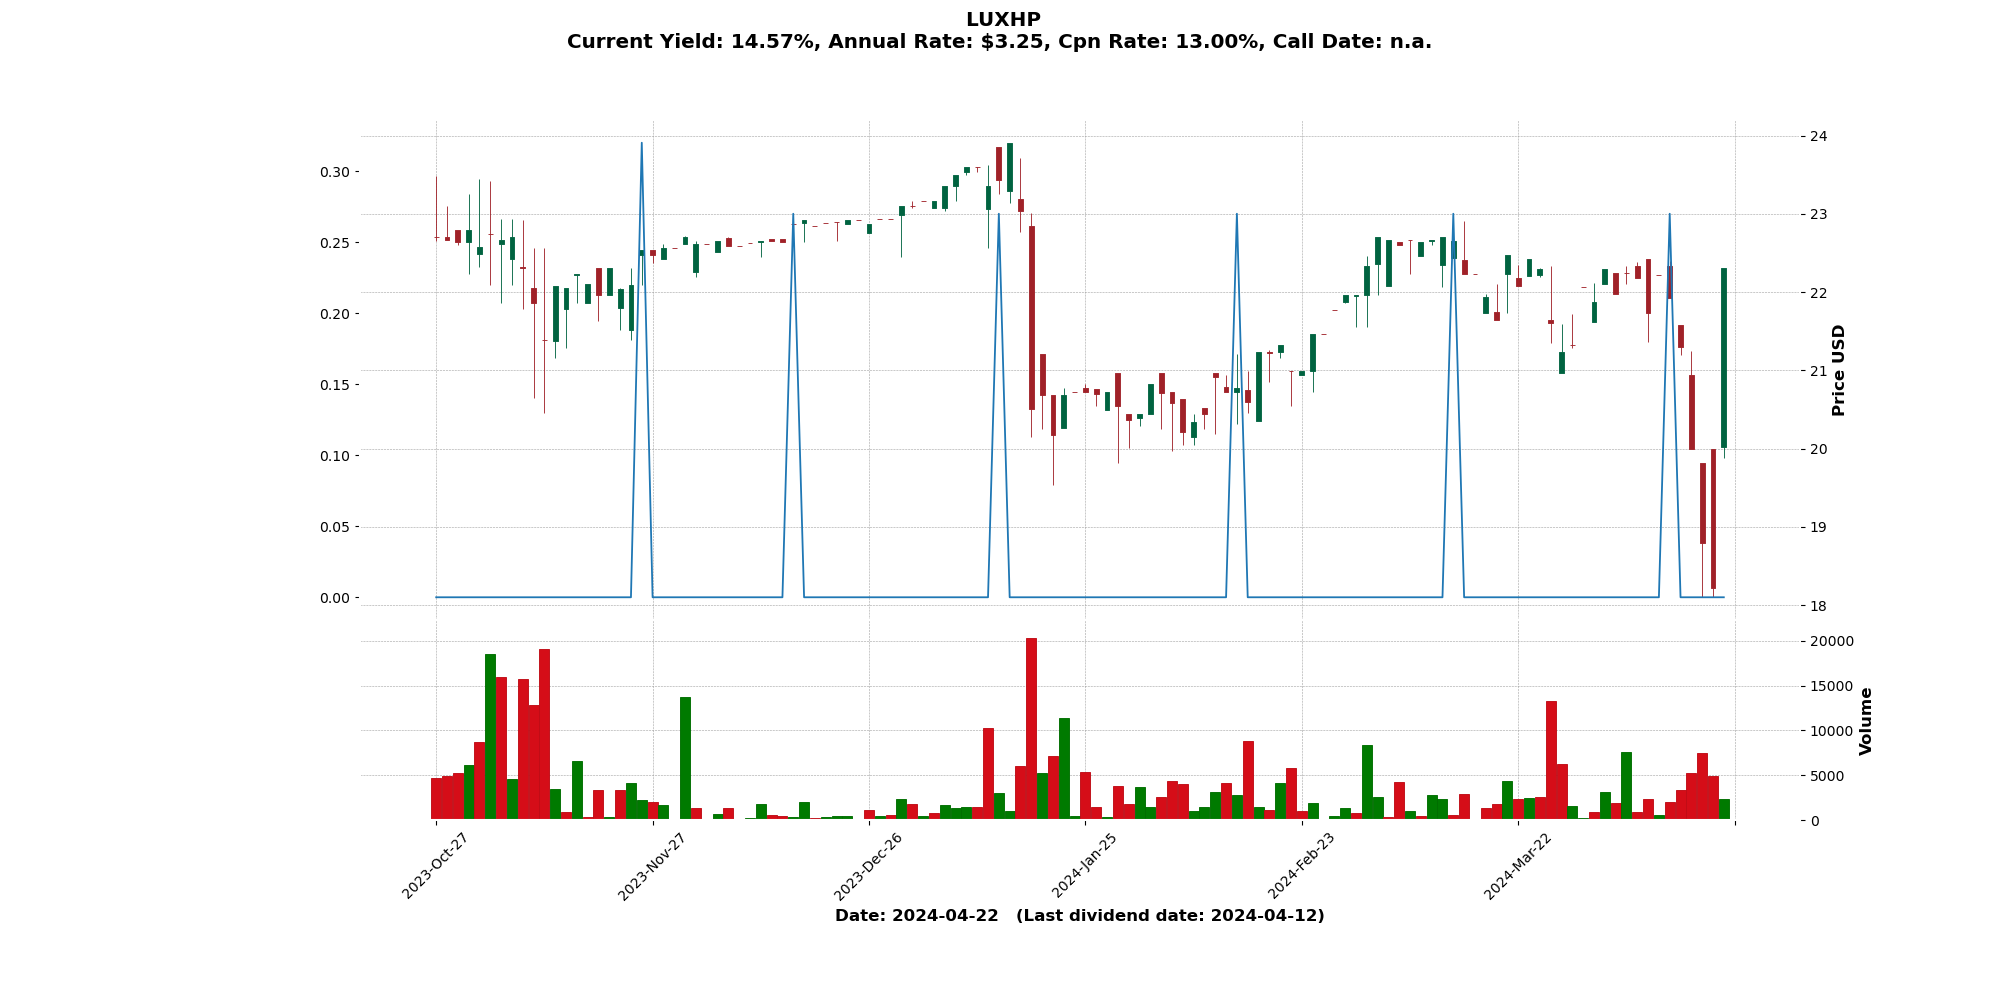 LUXHP
Current Yield: 14.57%, Annual Rate: $3.25, Cpn Rate: 13.00%, Call Date: n.a.
0.30
0.25
0.20
0.15
0.10
0.05
0.00
24
23
22
21
20
19
18
Price USD
20000
15000
10000
5000
0
Volume
2023-Oct-27
2023-Nov-27
2023-Dec-26
2024-Jan-25
2024-Feb-23
2024-Mar-22
Date: 2024-04-22 (Last dividend date: 2024-04-12)